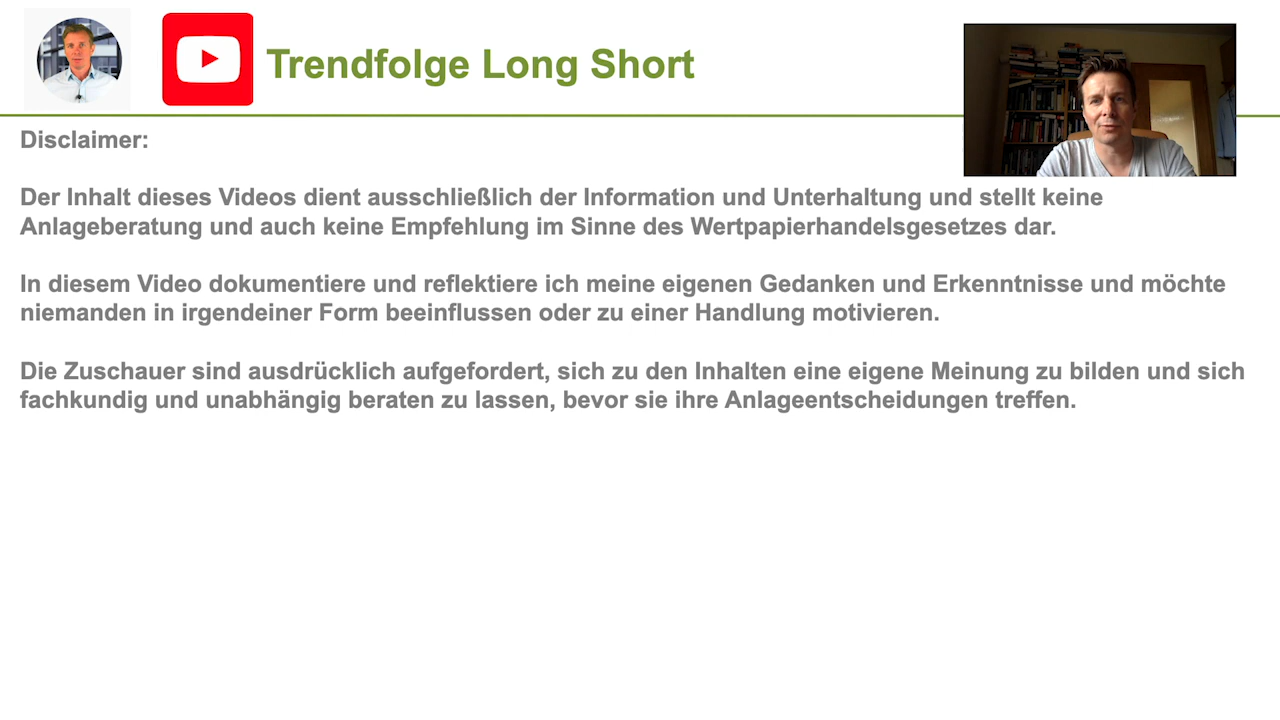 Trendfolge Long Short
Disclaimer:
Der Inhalt dieses Videos dient ausschließlich der Information und Unterhaltung und stellt keine
Anlageberatung und auch keine Empfehlung im Sinne des Wertpapierhandelsgesetzes dar.
In diesem Video dokumentiere und reflektiere ich meine eigenen Gedanken und Erkenntnisse und möchte
niemanden in irgendeiner Form beeinflussen oder zu einer Handlung motivieren.
Die Zuschauer sind ausdrücklich aufgefordert, sich zu den Inhalten eine eigene Meinung zu bilden und sich
fachkundig und unabhängig beraten zu lassen, bevor sie ihre Anlageentscheidungen treffen.